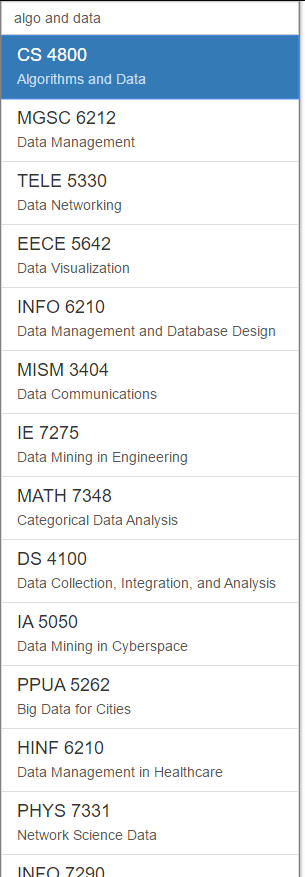 algo and data
CS 4800
Algorithms and Data
MGSC 6212
Data Management
TELE 5330
Data Networking
EECE 5642
Data Visualization
INFO 6210
Data Management and Database Design
MISM 3404
Data Communications
IE 7275
Data Mining in Engineering
MATH 7348
Categorical Data Analysis
DS 4100
Data Collection, Integration, and Analysis
IA 5050
Data Mining in Cyberspace
PPUA 5262
Big Data for Cities
HINF 6210
Data Management in Healthcare
PHYS 7331
Network Science Data
INFO 7290